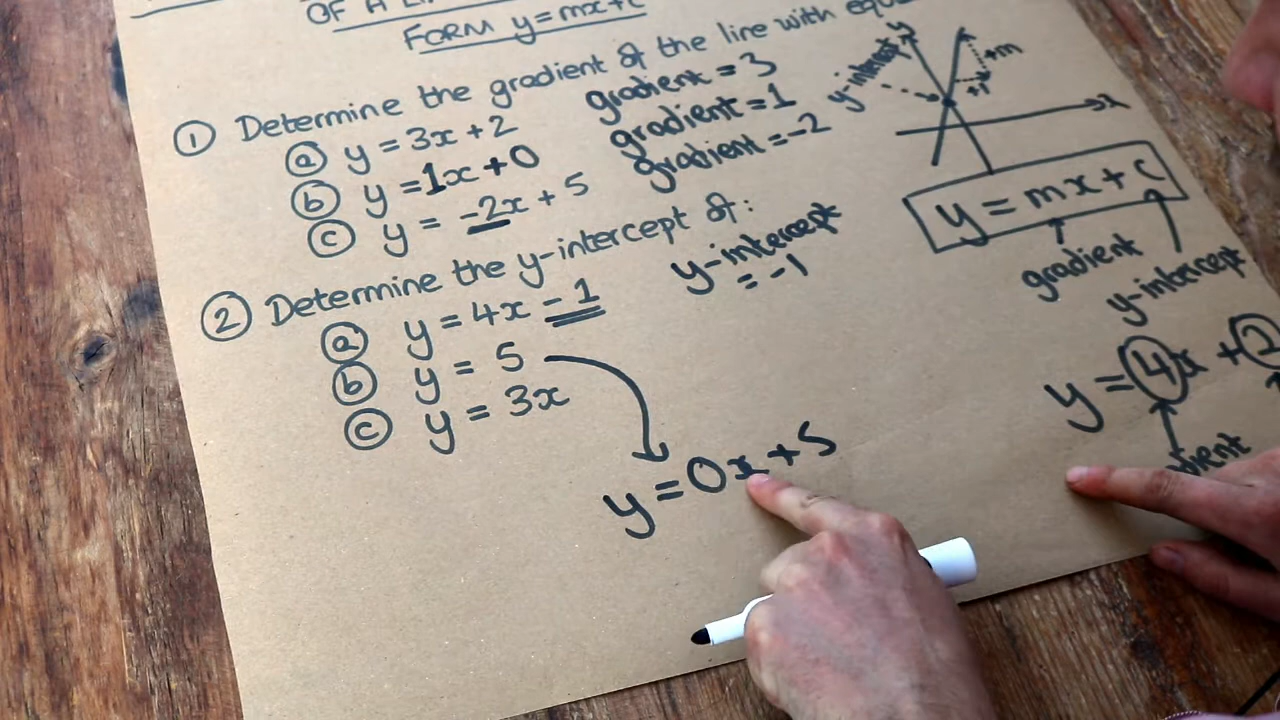 OF A
FORM y=mx+c
① Determine the gradient of the line with
ⓐ y = 3x + 2 gradient = 3
ⓑ y = 1x + 0 gradient = 1
ⓒ y = -2x + 5 gradient = -2
② Determine the y-intercept of:
ⓐ y = 4x - 1 y-intercept
= -1
ⓑ y = 5
ⓒ y = 3x
y = 0x + 5
y
y-intercept
+m
+1
x
y = mx + c
gradient
y-intercept
y = 4x + 2